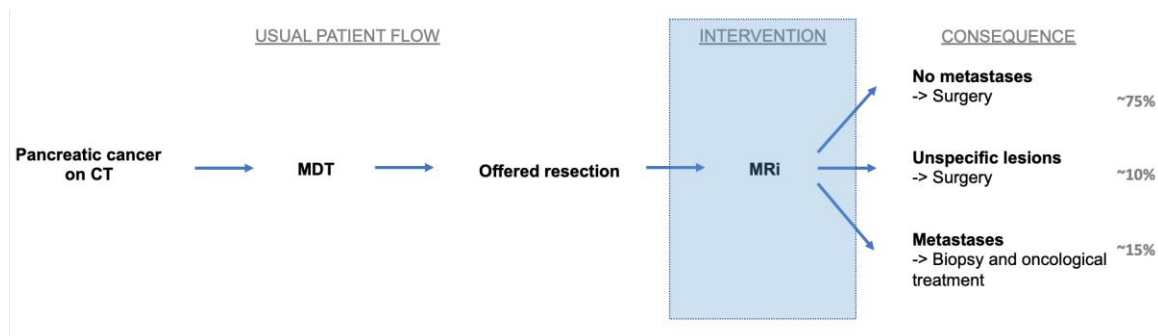 USUAL PATIENT FLOW
INTERVENTION
CONSEQUENCE
Pancreatic cancer
on CT
MDT
Offered resection
MRi
No metastases
-> Surgery
~75%
Unspecific lesions
-> Surgery
~10%
Metastases
-> Biopsy and oncological
treatment
~15%